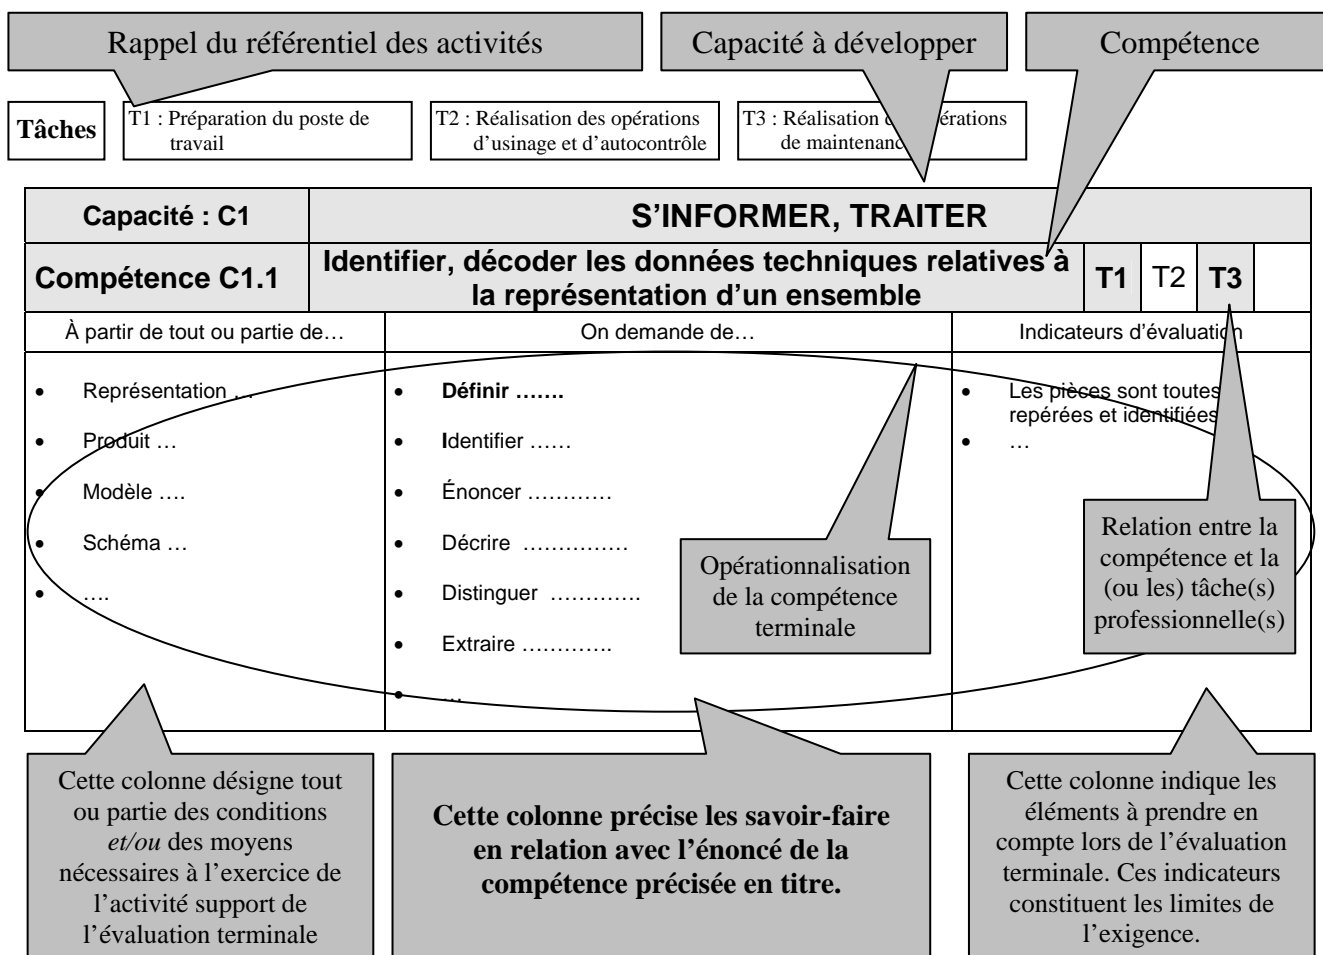 Rappel du référentiel des activités
Capacité à développer
Compétence
Tâches
T1 : Préparation du poste de
travail
T2 : Réalisation des opérations
d’usinage et d’autocontrôle
T3 : Réalisation
de maintenance
Capacité : C1
S’INFORMER, TRAITER
Compétence C1.1
Identifier, décoder les données techniques relatives à
la représentation d’un ensemble
T1
T2
T3
À partir de tout ou partie de…
On demande de…
Indicateurs d’évaluation
• Représentation …
• Produit …
• Modèle ….
• Schéma …
• ….
• Définir …….
• Identifier ……
• Énoncer …………
• Décrire ……………
• Distinguer ………….
• Extraire ………….
• …
• Les pièces sont toutes
repérées et identifiées
• …
Opérationnalisation
de la compétence
terminale
Relation entre la
compétence et la
(ou les) tâche(s)
professionnelle(s)
Cette colonne désigne tout
ou partie des conditions
et/ou des moyens
nécessaires à l’exercice de
l’activité support de
l’évaluation terminale
Cette colonne précise les savoir-faire
en relation avec l’énoncé de la
compétence précisée en titre.
Cette colonne indique les
éléments à prendre en
compte lors de l’évaluation
terminale. Ces indicateurs
constituent les limites de
l’exigence.